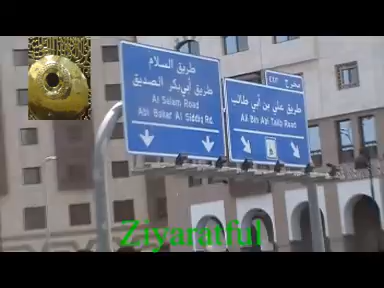 طريق السلام
طريق أبي بكر الصديق
Al Salam Road
Abi Bakar Al Siddiq Rd.
مخرج EXIT
طريق علي بن أبي طالب
Ali Bin Abi Talib Road
Ziyaratful